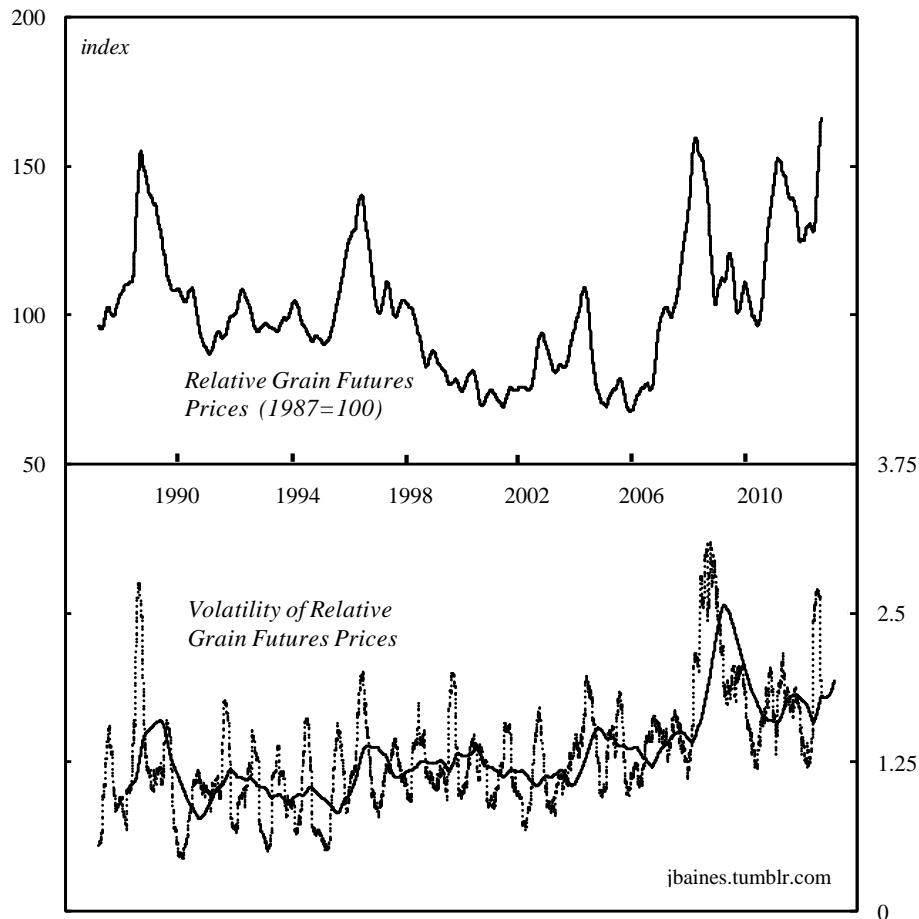 200
index
150
100
Relative Grain Futures
Prices (1987=100)
50
3.75
1990 1994 1998 2002 2006 2010
Volatility of Relative
Grain Futures Prices
2.5
1.25
jbaines.tumblr.com
0